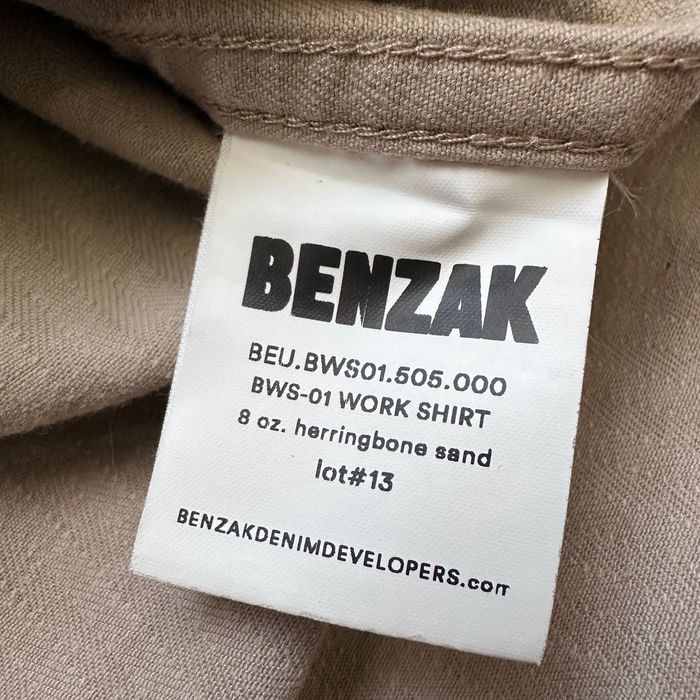 BENZAK
BEU.BWS01.505.000
BWS-01 WORK SHIRT
8 oz. herringbone sand
lot#13
BENZAKDENIMDEVELOPERS.com